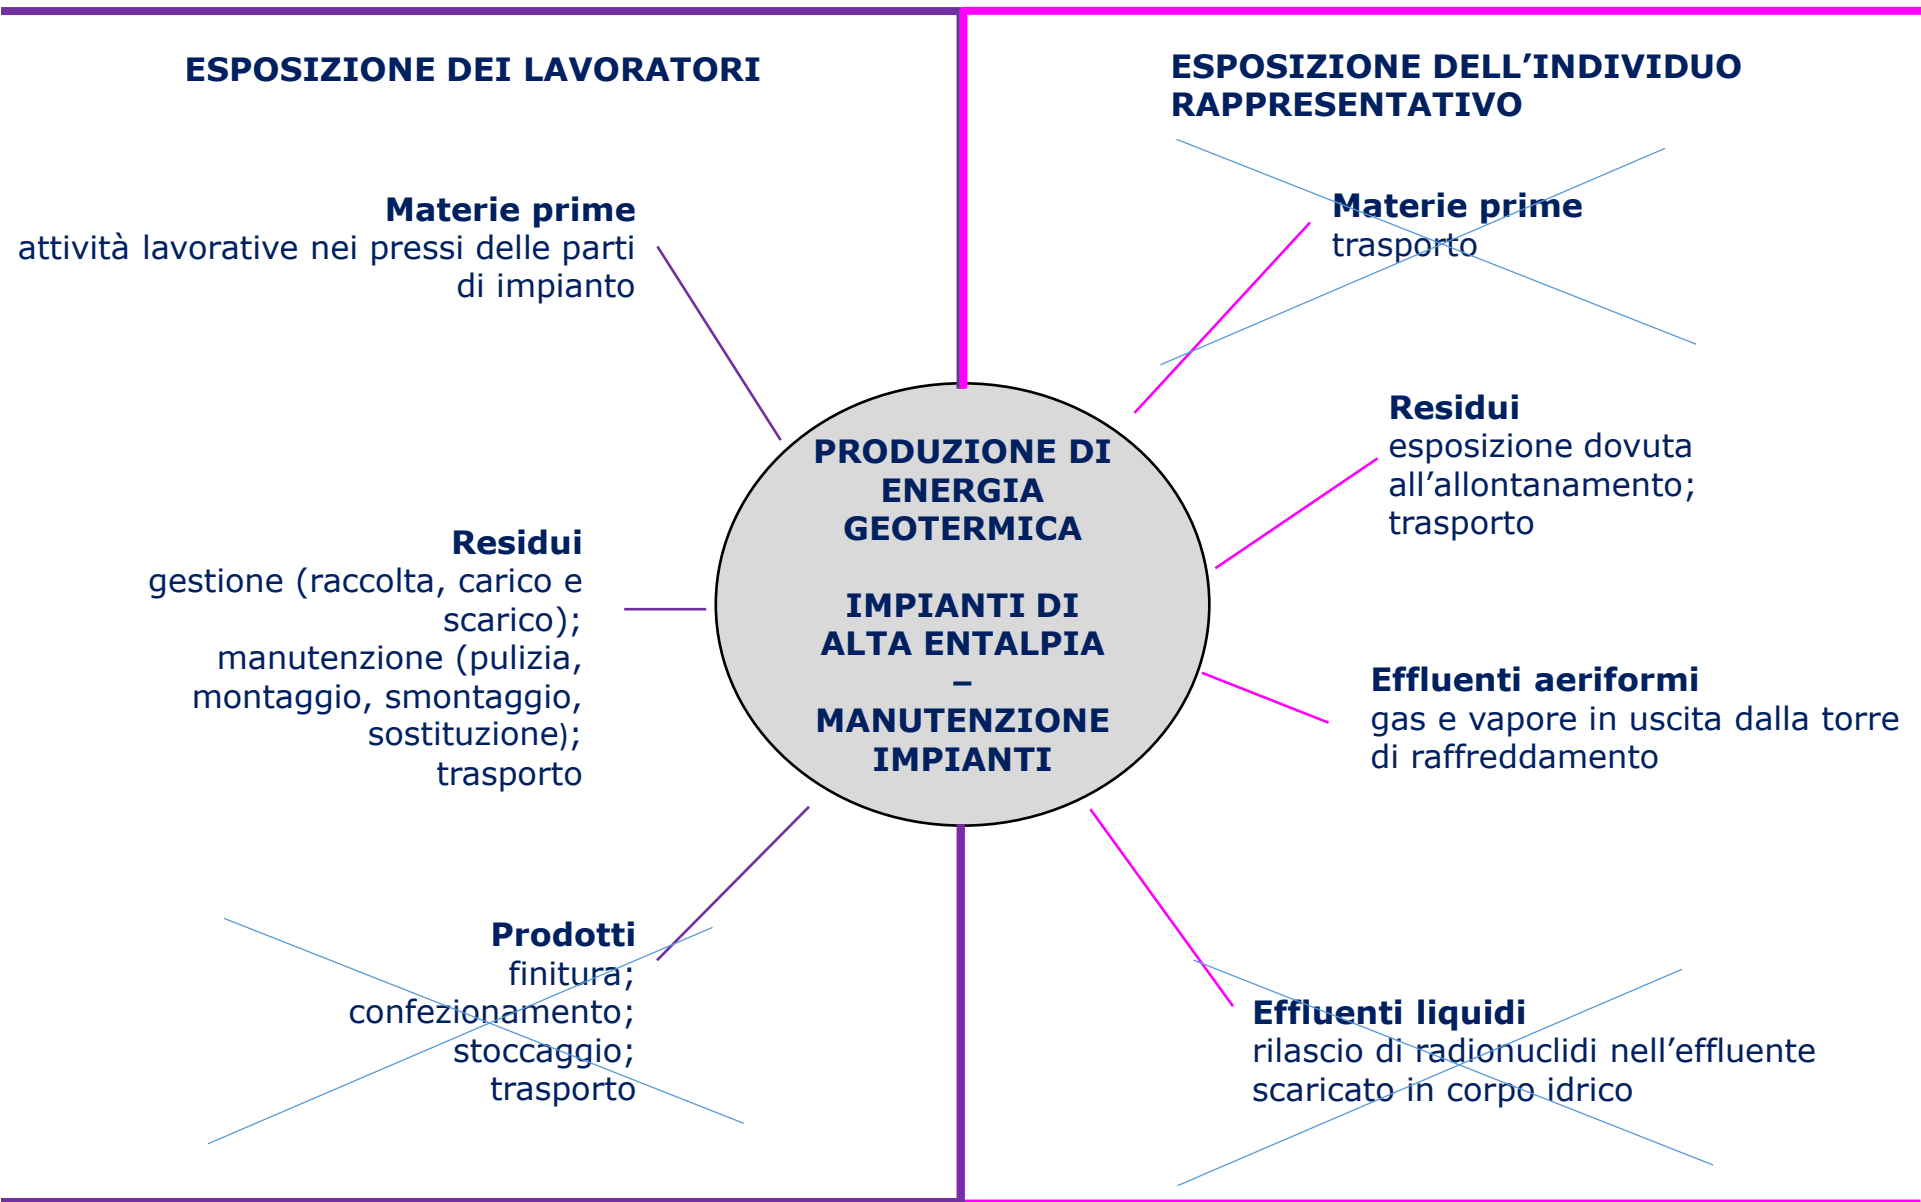 ESPOSIZIONE DEI LAVORATORI
Materie prime
attività lavorative nei pressi delle parti
di impianto
Residui
gestione (raccolta, carico e
scarico);
manutenzione (pulizia,
montaggio, smontaggio,
sostituzione);
trasporto
Prodotti
finitura;
confezionamento;
stoccaggio;
trasporto
PRODUZIONE DI
ENERGIA
GEOTERMICA
IMPIANTI DI
ALTA ENTALPIA
–
MANUTENZIONE
IMPIANTI
ESPOSIZIONE DELL’INDIVIDUO
RAPPRESENTATIVO
Materie prime
trasporto
Residui
esposizione dovuta
all’allontanamento;
trasporto
Effluenti aeriformi
gas e vapore in uscita dalla torre
di raffreddamento
Effluenti liquidi
rilascio di radionuclidi nell’effluente
scaricato in corpo idrico